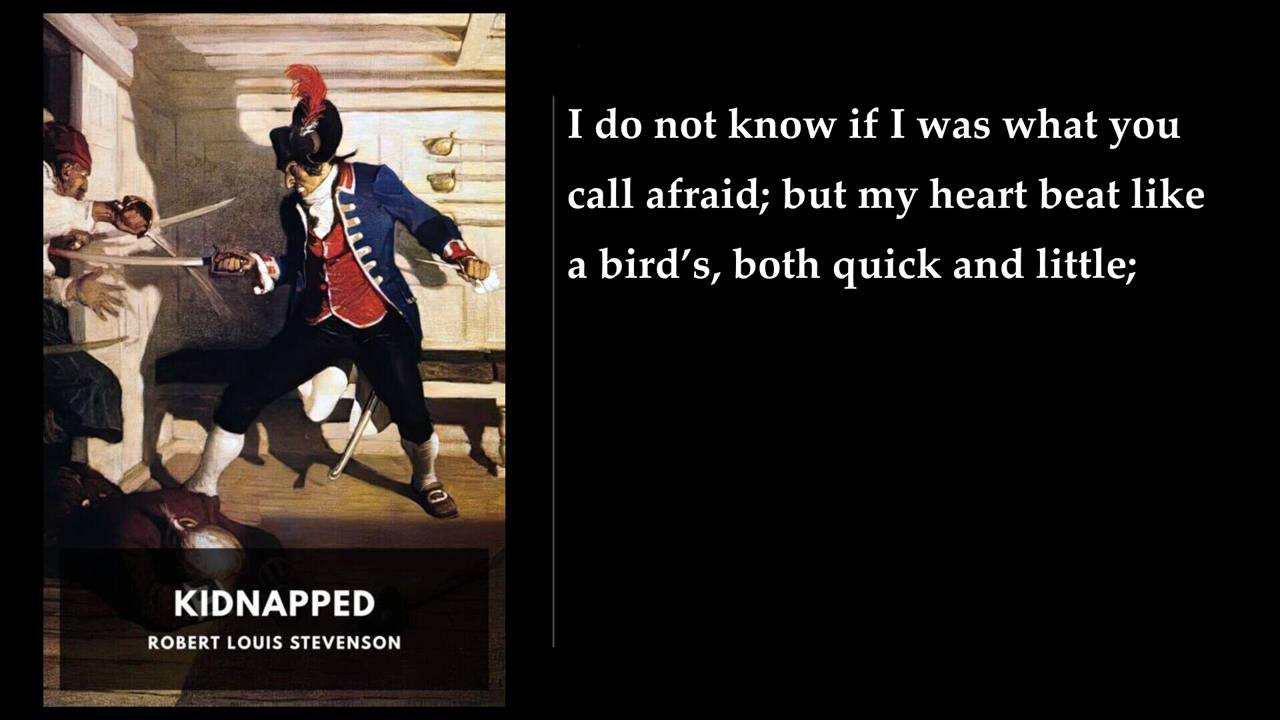 I do not know if I was what you
call afraid; but my heart beat like
a bird’s, both quick and little;
KIDNAPPED
ROBERT LOUIS STEVENSON